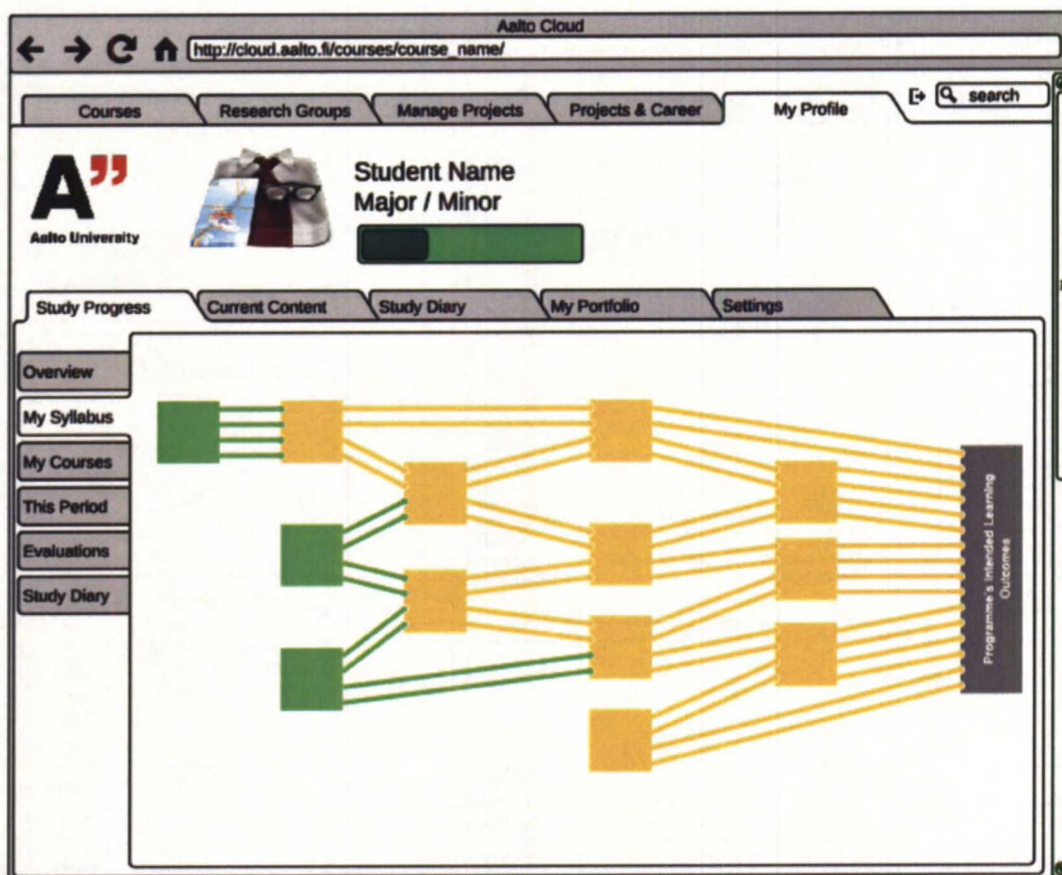 Aalto Cloud
http://cloud.aalto.fi/courses/course_name/
Courses
Research Groups
Manage Projects
Projects & Career
My Profile
search
A”
Aalto University
Student Name
Major / Minor
Study Progress
Current Content
Study Diary
My Portfolio
Settings
Overview
My Syllabus
My Courses
This Period
Evaluations
Study Diary
Programme's Intended Learning
Outcomes